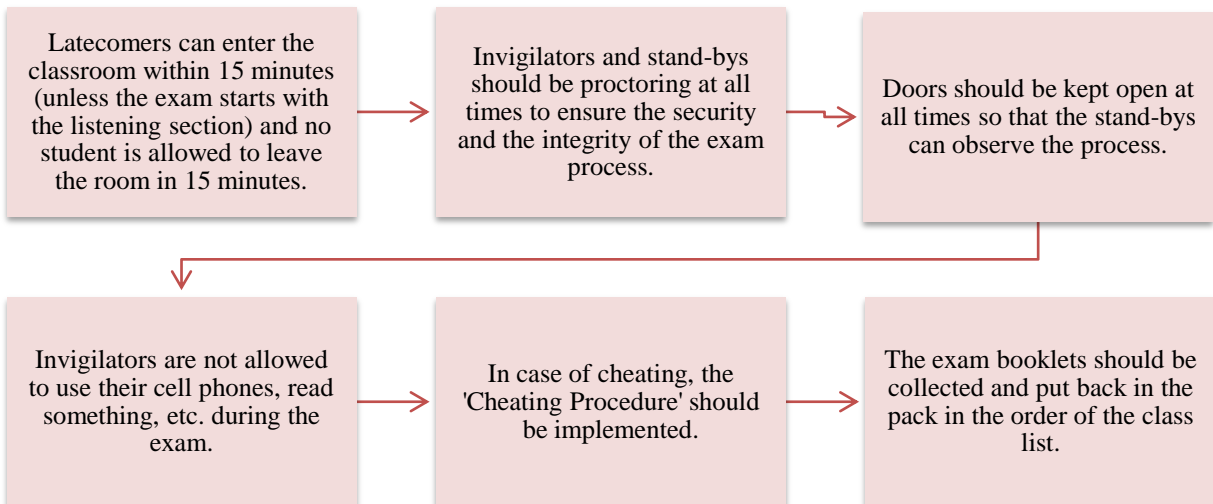 Latecomers can enter the
classroom within 15 minutes
(unless the exam starts with
the listening section) and no
student is allowed to leave
the room in 15 minutes.
Invigilators and stand-bys
should be proctoring at all
times to ensure the security
and the integrity of the exam
process.
Doors should be kept open at
all times so that the stand-bys
can observe the process.
Invigilators are not allowed
to use their cell phones, read
something, etc. during the
exam.
In case of cheating, the
'Cheating Procedure' should
be implemented.
The exam booklets should be
collected and put back in the
pack in the order of the class
list.